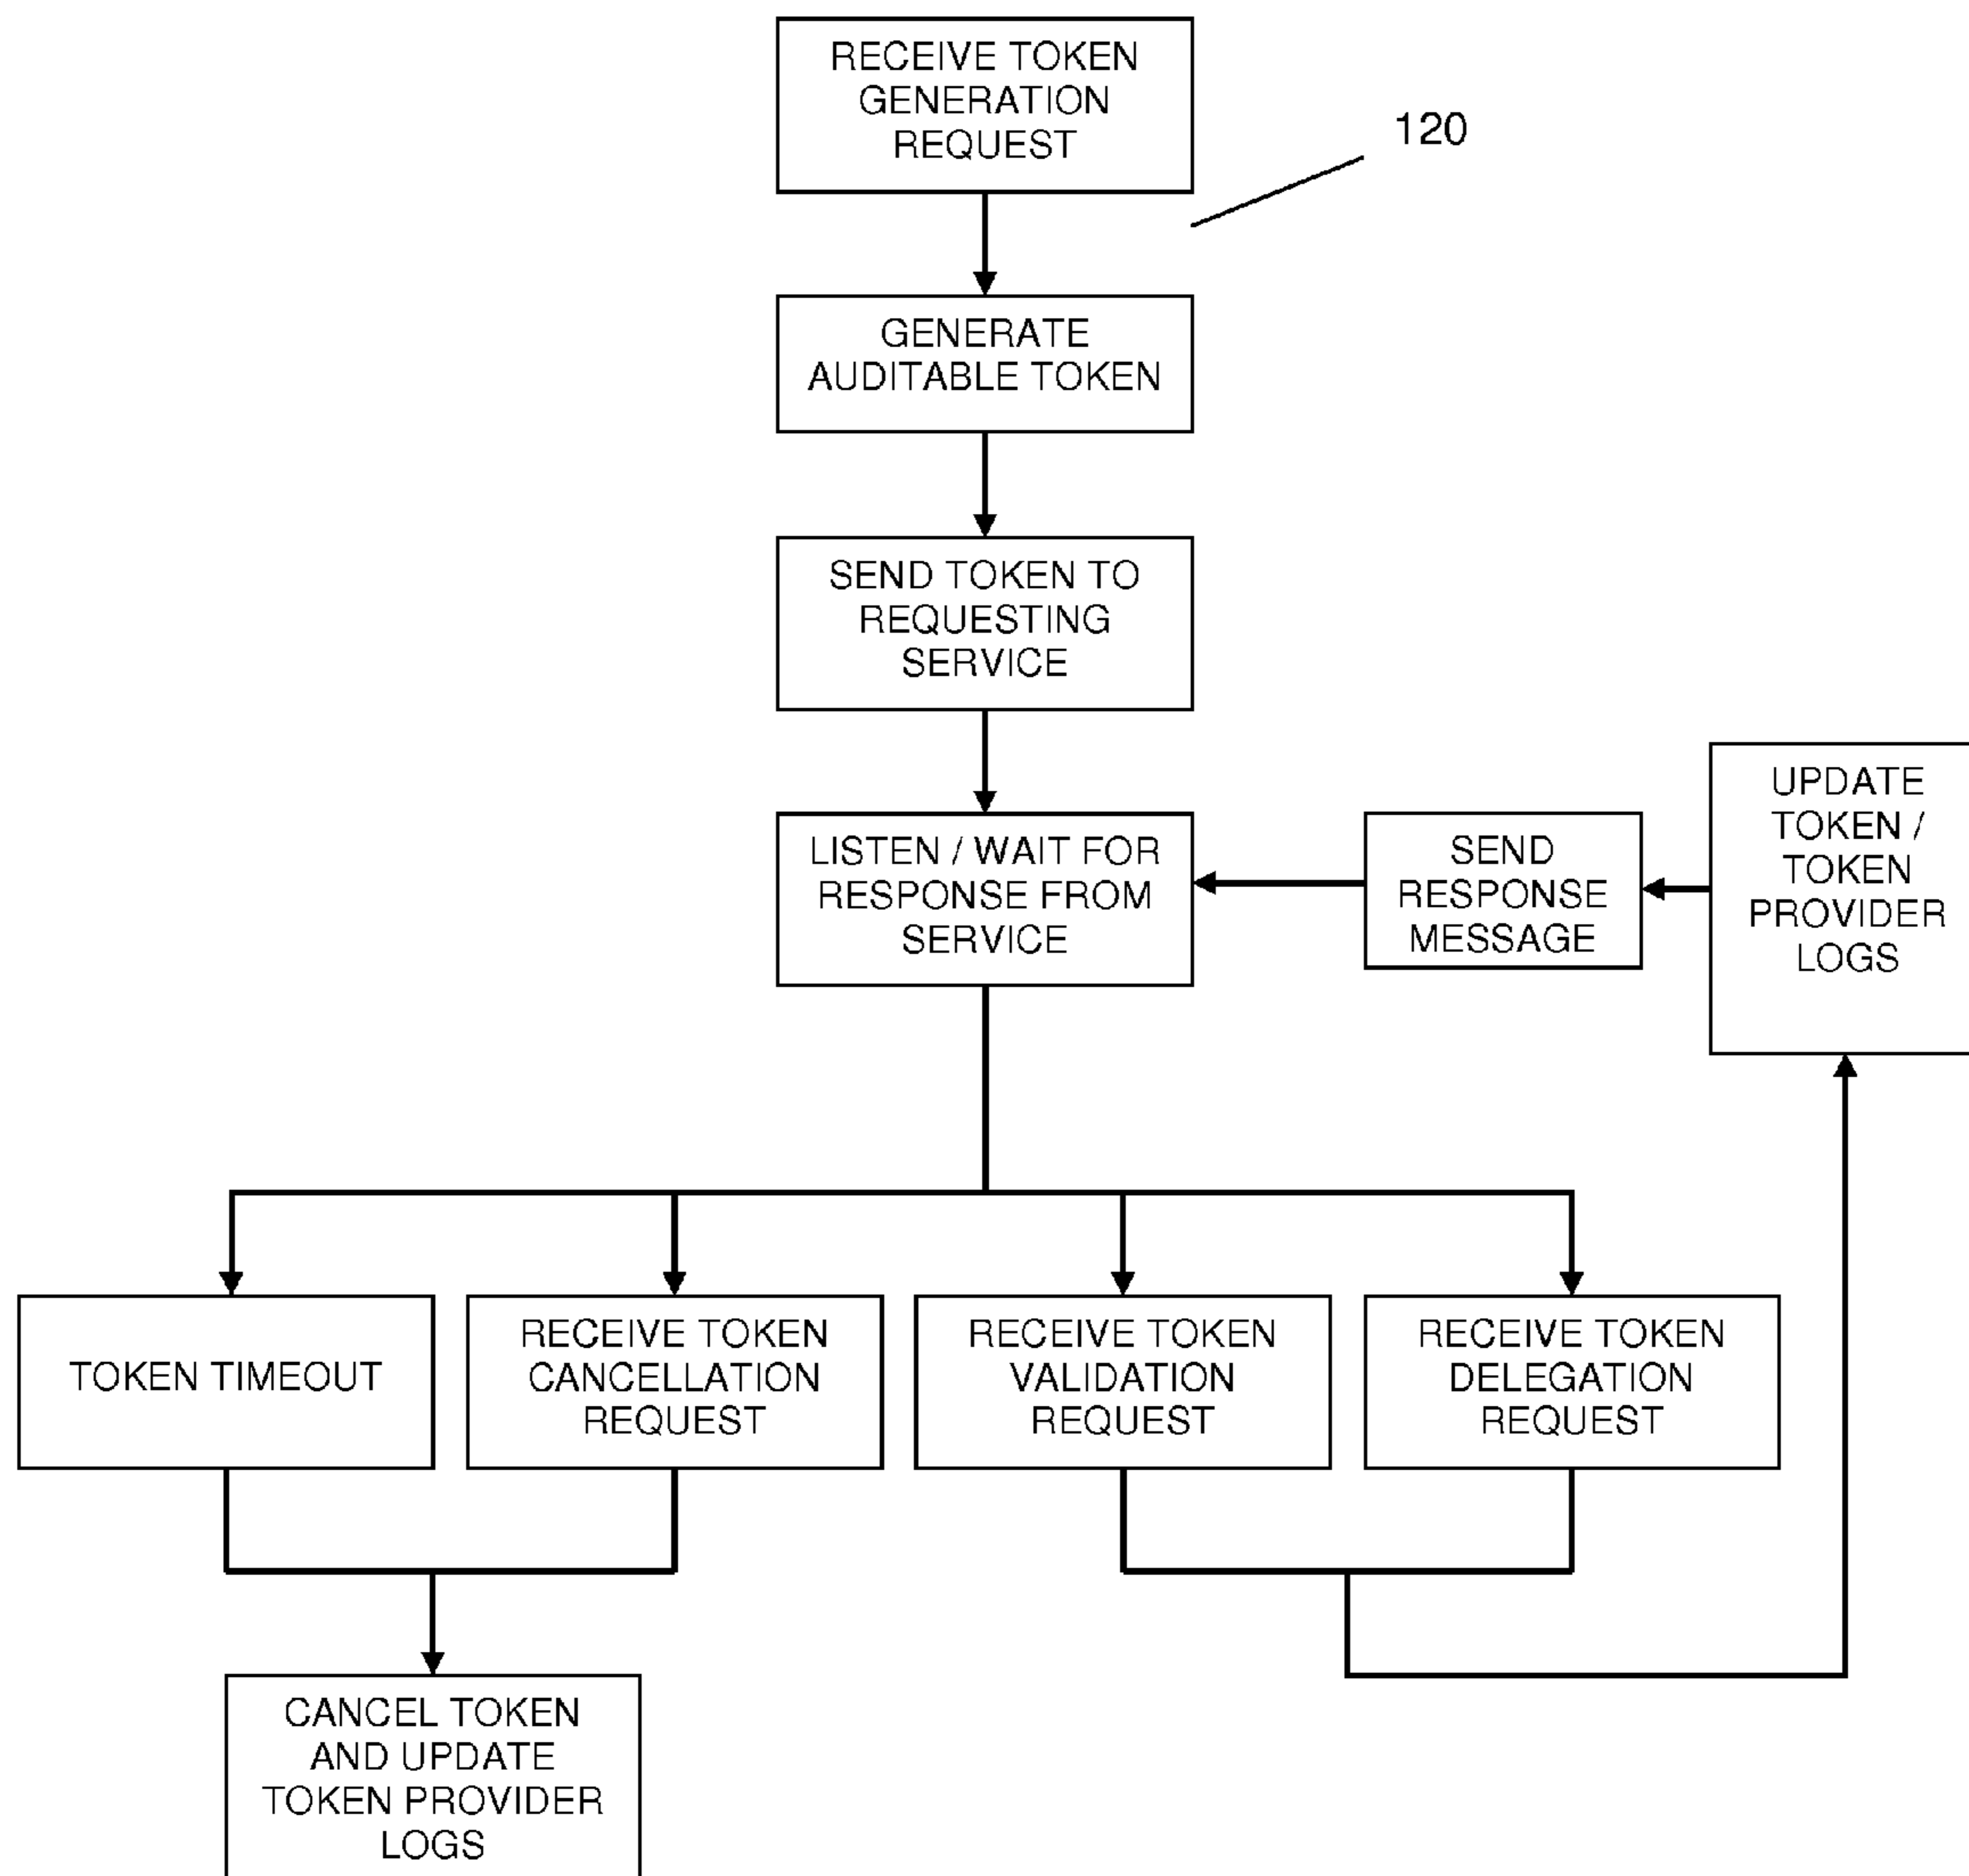 RECEIVE TOKEN
GENERATION
REQUEST
120
GENERATE
AUDITABLE TOKEN
SEND TOKEN TO
REQUESTING
SERVICE
LISTEN / WAIT FOR
RESPONSE FROM
SERVICE
SEND
RESPONSE
MESSAGE
UPDATE
TOKEN /
TOKEN
PROVIDER
LOGS
TOKEN TIMEOUT
RECEIVE TOKEN
CANCELLATION
REQUEST
RECEIVE TOKEN
VALIDATION
REQUEST
RECEIVE TOKEN
DELEGATION
REQUEST
CANCEL TOKEN
AND UPDATE
TOKEN PROVIDER
LOGS